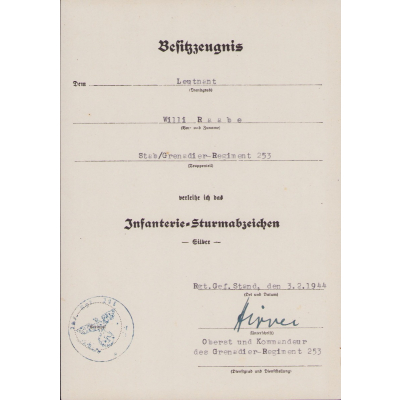 Besitzzeugnis
Dem Leutnant
(Dienstgrad)
Willi Raabe
(Vor- und Zuname)
Stab/Grenadier-Regiment 253
(Truppenteil)
verleihe ich das
Infanterie-Sturmabzeichen
— Silber —
Rgt.Gef.Stand, den 3.2.1944
(Ort und Datum)
(Unterschrift)
Oberst und Kommandeur
des Grenadier-Regiment 253
(Dienstgrad und Dienststellung)